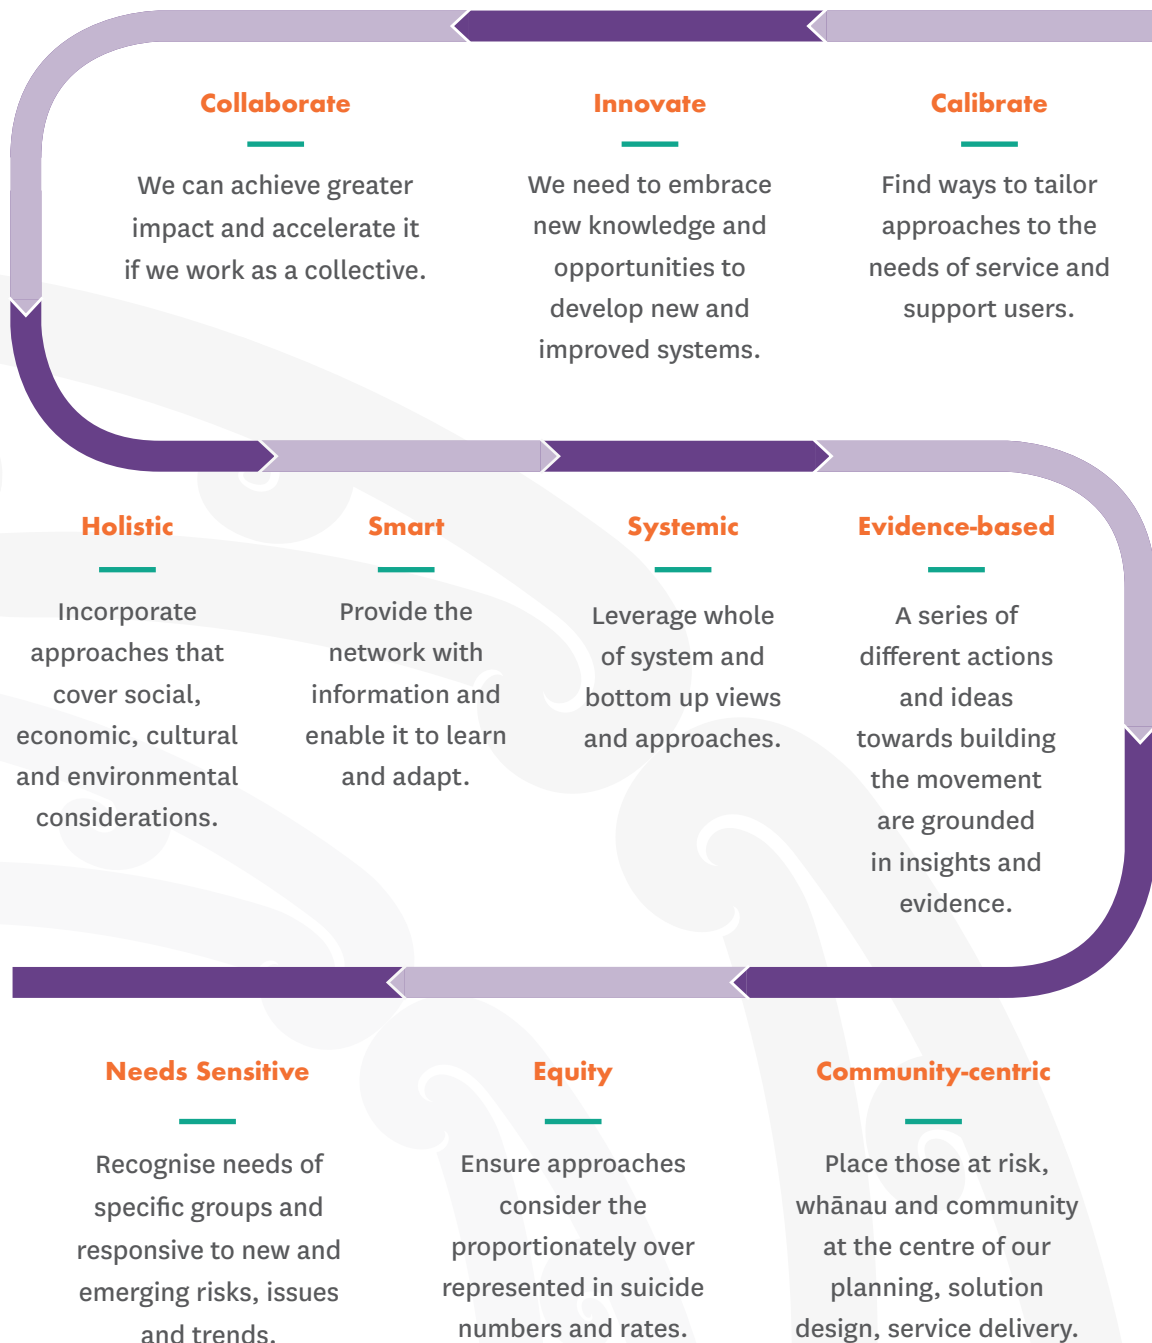 Collaborate
We can achieve greater
impact and accelerate it
if we work as a collective.
Innovate
We need to embrace
new knowledge and
opportunities to
develop new and
improved systems.
Calibrate
Find ways to tailor
approaches to the
needs of service and
support users.
Holistic
Incorporate
approaches that
cover social,
economic, cultural
and environmental
considerations.
Smart
Provide the
network with
information and
enable it to learn
and adapt.
Systemic
Leverage whole
of system and
bottom up views
and approaches.
Evidence-based
A series of
different actions
and ideas
towards building
the movement
are grounded
in insights and
evidence.
Needs Sensitive
Recognise needs of
specific groups and
responsive to new and
emerging risks, issues
and trends.
Equity
Ensure approaches
consider the
proportionately over
represented in suicide
numbers and rates.
Community-centric
Place those at risk,
whānau and community
at the centre of our
planning, solution
design, service delivery.